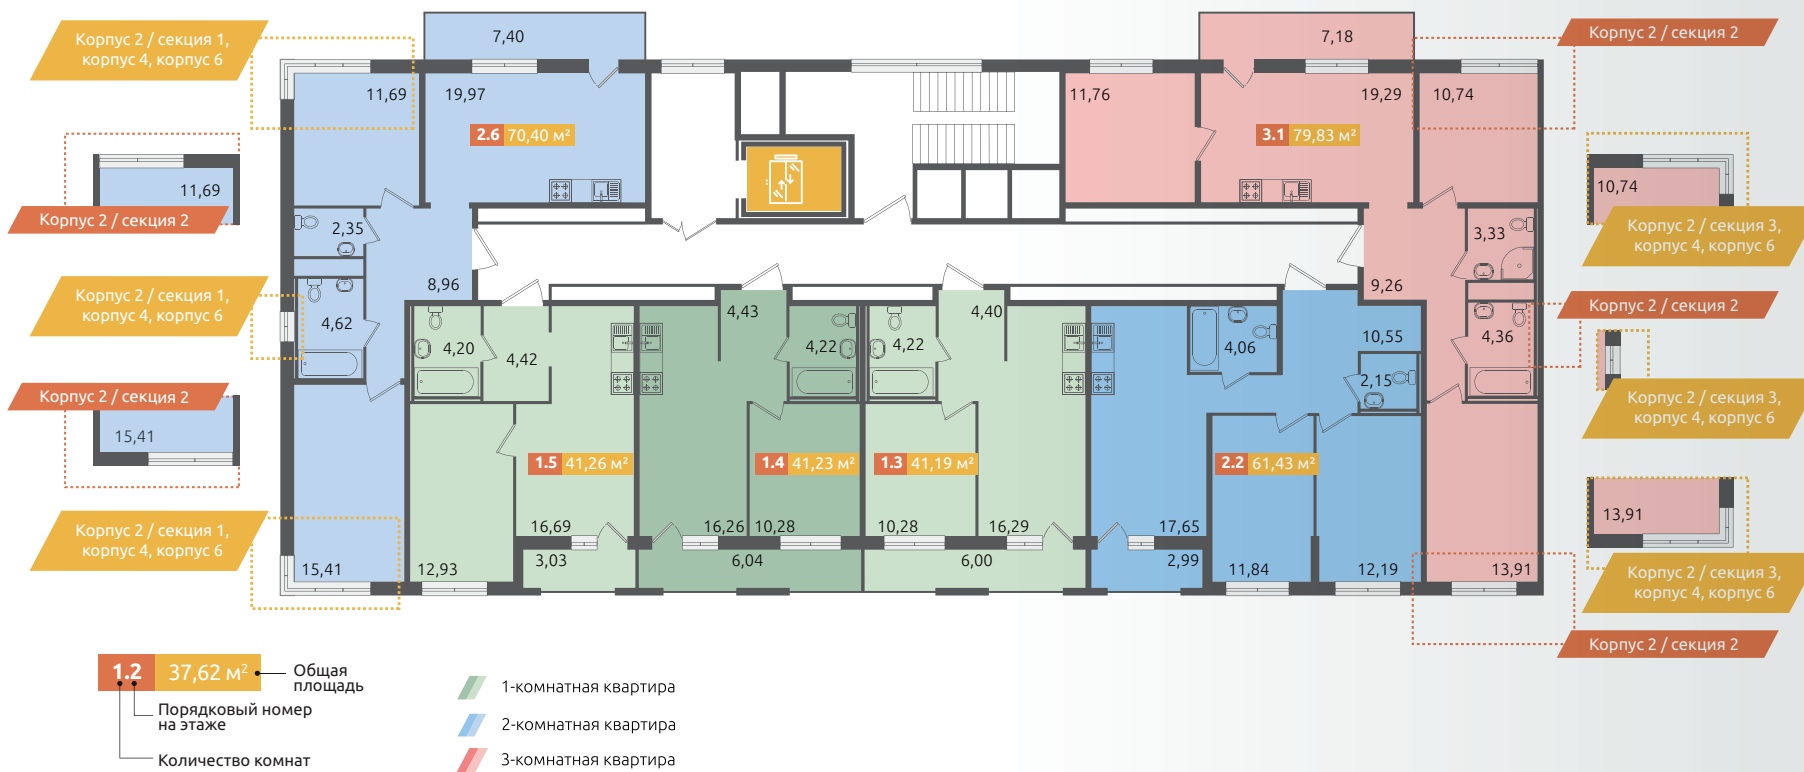 Корпус 2 / секция 1,
корпус 4, корпус 6
7,40
7,18
Корпус 2 / секция 2
11,69
19,97
11,76
19,29
10,74
2.6 70,40 м²
3.1 79,83 м²
11,69
Корпус 2 / секция 2
10,74
Корпус 2 / секция 3,
корпус 4, корпус 6
2,35
3,33
8,96
9,26
Корпус 2 / секция 1,
корпус 4, корпус 6
Корпус 2 / секция 2
4,62
4,20
4,42
4,43
4,22
4,22
4,40
4,06
10,55
2,15
4,36
Корпус 2 / секция 2
15,41
Корпус 2 / секция 3,
корпус 4, корпус 6
1.5 41,26 м²
1.4 41,23 м²
1.3 41,19 м²
2.2 61,43 м²
Корпус 2 / секция 1,
корпус 4, корпус 6
16,69
16,26
10,28
10,28
16,29
17,65
13,91
15,41
12,93
3,03
6,04
6,00
2,99
11,84
12,19
13,91
Корпус 2 / секция 3,
корпус 4, корпус 6
Корпус 2 / секция 2
1.2 37,62 м²
Общая
площадь
Порядковый номер
на этаже
Количество комнат
1-комнатная квартира
2-комнатная квартира
3-комнатная квартира